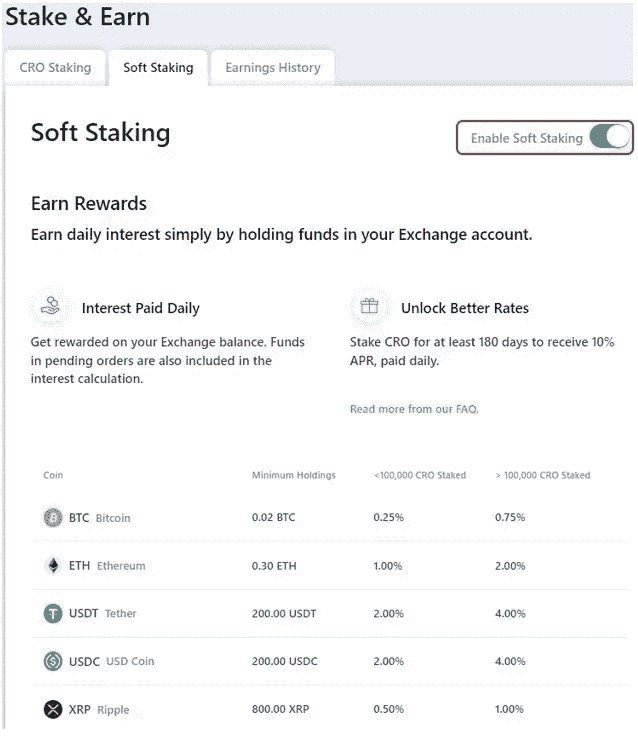 Stake & Earn
CRO Staking Soft Staking Earnings History
Soft Staking
Enable Soft Staking
Earn Rewards
Earn daily interest simply by holding funds in your Exchange account.
Interest Paid Daily
Get rewarded on your Exchange balance. Funds
in pending orders are also included in the
interest calculation.
Unlock Better Rates
Stake CRO for at least 180 days to receive 10%
APR, paid daily.
Read more from our FAQ.
Coin Minimum Holdings <100,000 CRO Staked > 100,000 CRO Staked
BTC Bitcoin 0.02 BTC 0.25% 0.75%
ETH Ethereum 0.30 ETH 1.00% 2.00%
USDT Tether 200.00 USDT 2.00% 4.00%
USDC USD Coin 200.00 USDC 2.00% 4.00%
XRP Ripple 800.00 XRP 0.50% 1.00%